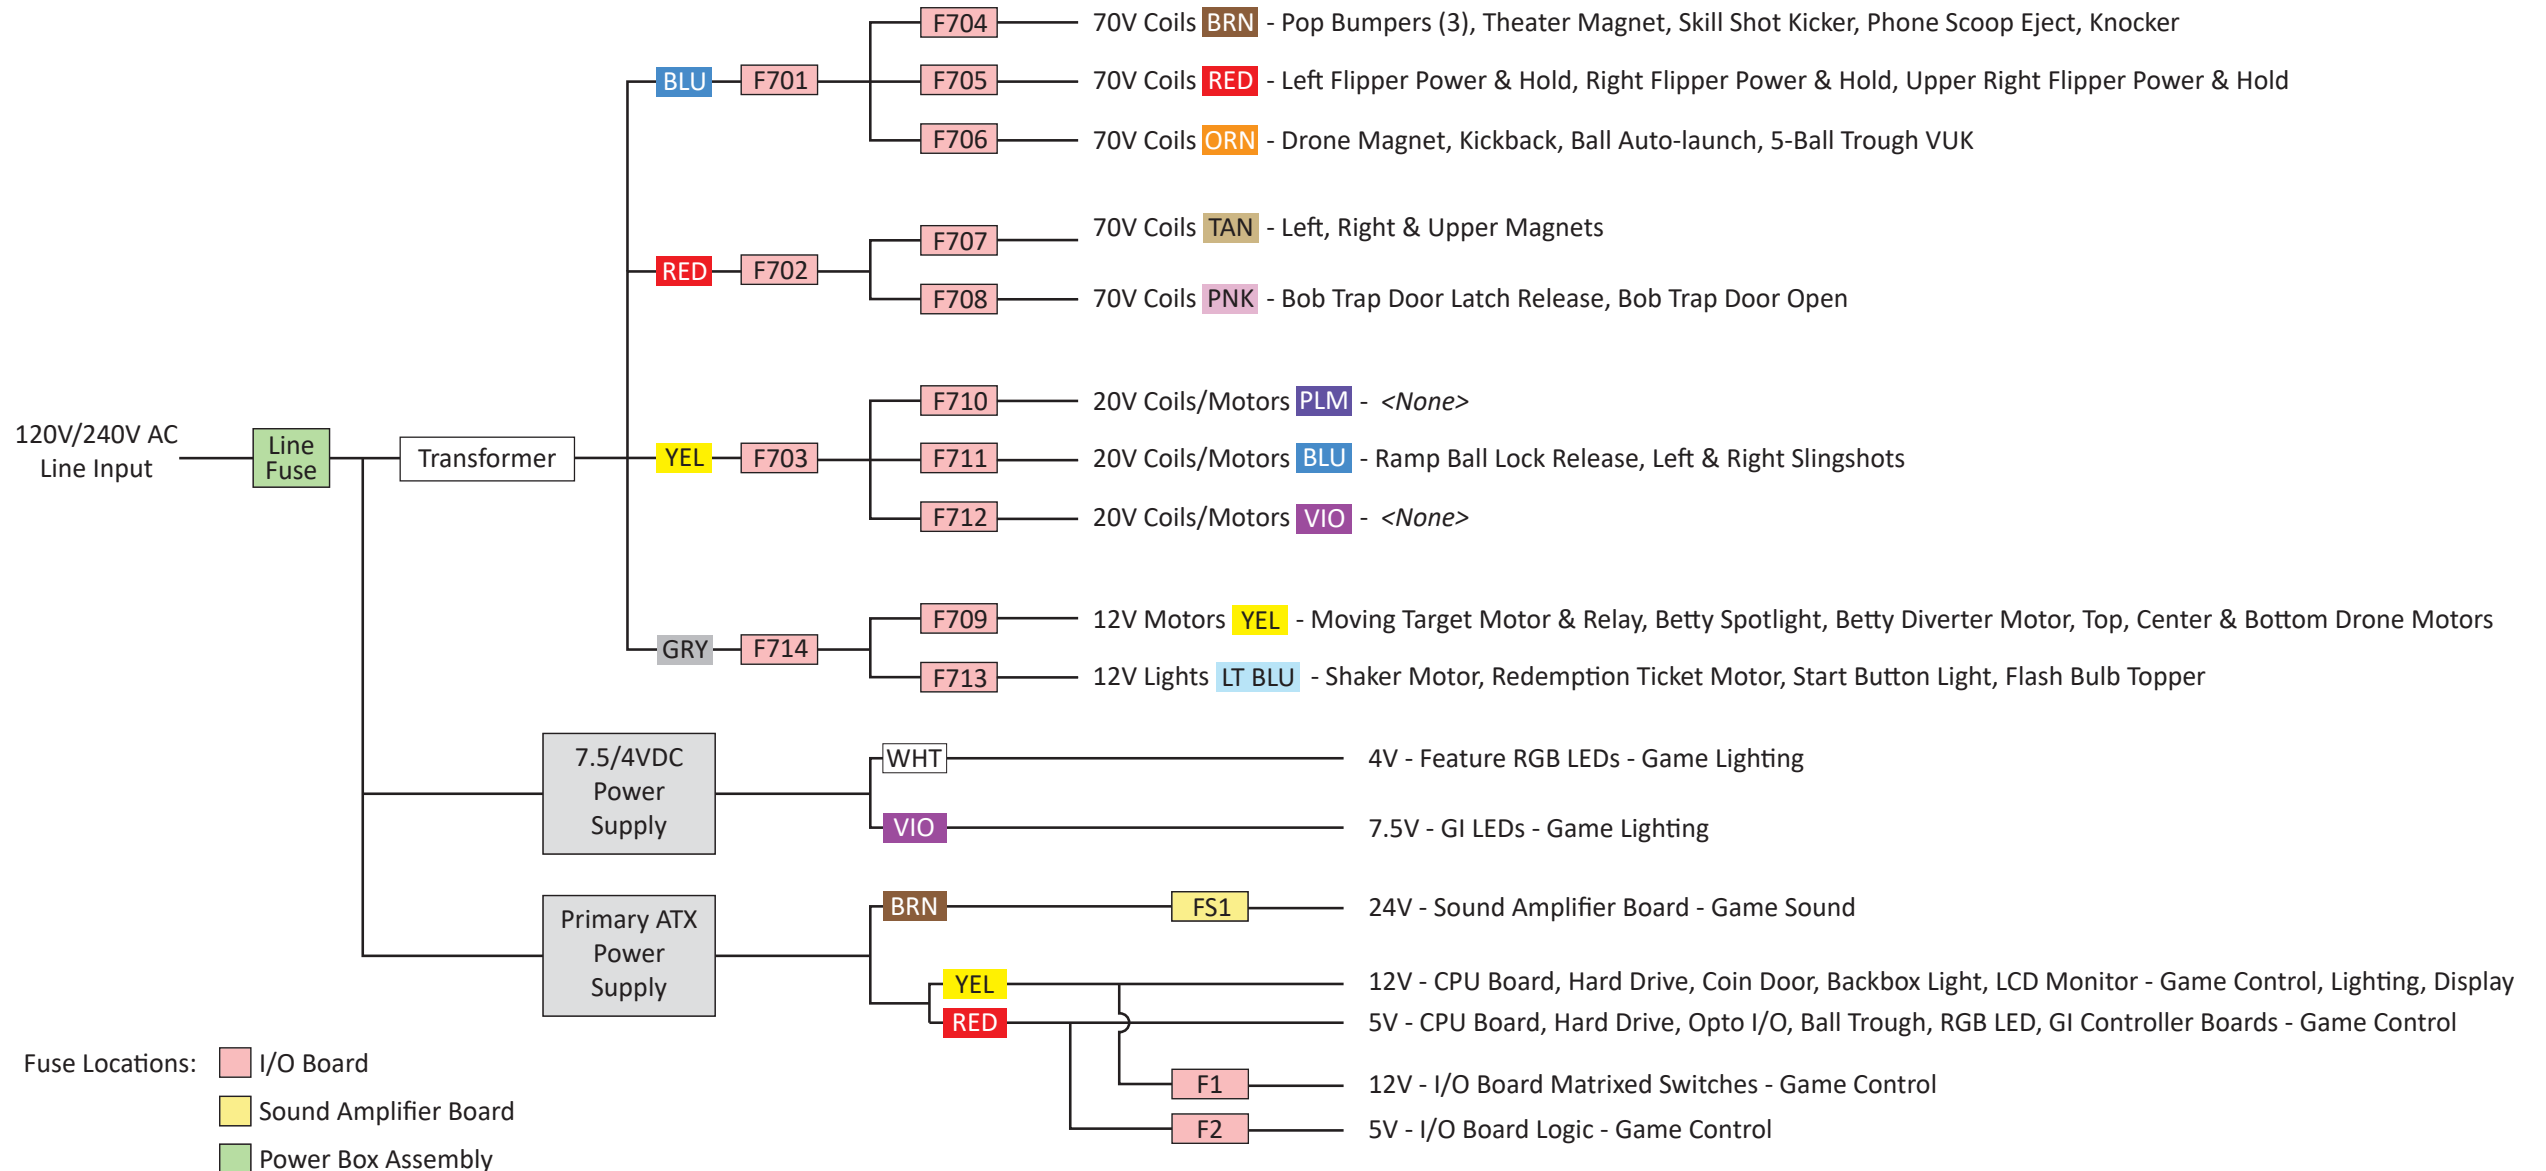 F704
70V Coils BRN - Pop Bumpers (3), Theater Magnet, Skill Shot Kicker, Phone Scoop Eject, Knocker
BLU
F701
F705
70V Coils RED - Left Flipper Power & Hold, Right Flipper Power & Hold, Upper Right Flipper Power & Hold
F706
70V Coils ORN - Drone Magnet, Kickback, Ball Auto-launch, 5-Ball Trough VUK
F707
70V Coils TAN - Left, Right & Upper Magnets
RED
F702
F708
70V Coils PNK - Bob Trap Door Latch Release, Bob Trap Door Open
F710
20V Coils/Motors PLM - <None>
120V/240V AC
Line Input
Line
Fuse
Transformer
YEL
F703
F711
20V Coils/Motors BLU - Ramp Ball Lock Release, Left & Right Slingshots
F712
20V Coils/Motors VIO - <None>
F709
12V Motors YEL - Moving Target Motor & Relay, Betty Spotlight, Betty Diverter Motor, Top, Center & Bottom Drone Motors
GRY
F714
F713
12V Lights LT BLU - Shaker Motor, Redemption Ticket Motor, Start Button Light, Flash Bulb Topper
7.5/4VDC
Power
Supply
WHT
4V - Feature RGB LEDs - Game Lighting
VIO
7.5V - GI LEDs - Game Lighting
Primary ATX
Power
Supply
BRN
FS1
24V - Sound Amplifier Board - Game Sound
YEL
12V - CPU Board, Hard Drive, Coin Door, Backbox Light, LCD Monitor - Game Control, Lighting, Display
RED
5V - CPU Board, Hard Drive, Opto I/O, Ball Trough, RGB LED, GI Controller Boards - Game Control
F1
12V - I/O Board Matrixed Switches - Game Control
F2
5V - I/O Board Logic - Game Control
Fuse Locations:
I/O Board
Sound Amplifier Board
Power Box Assembly